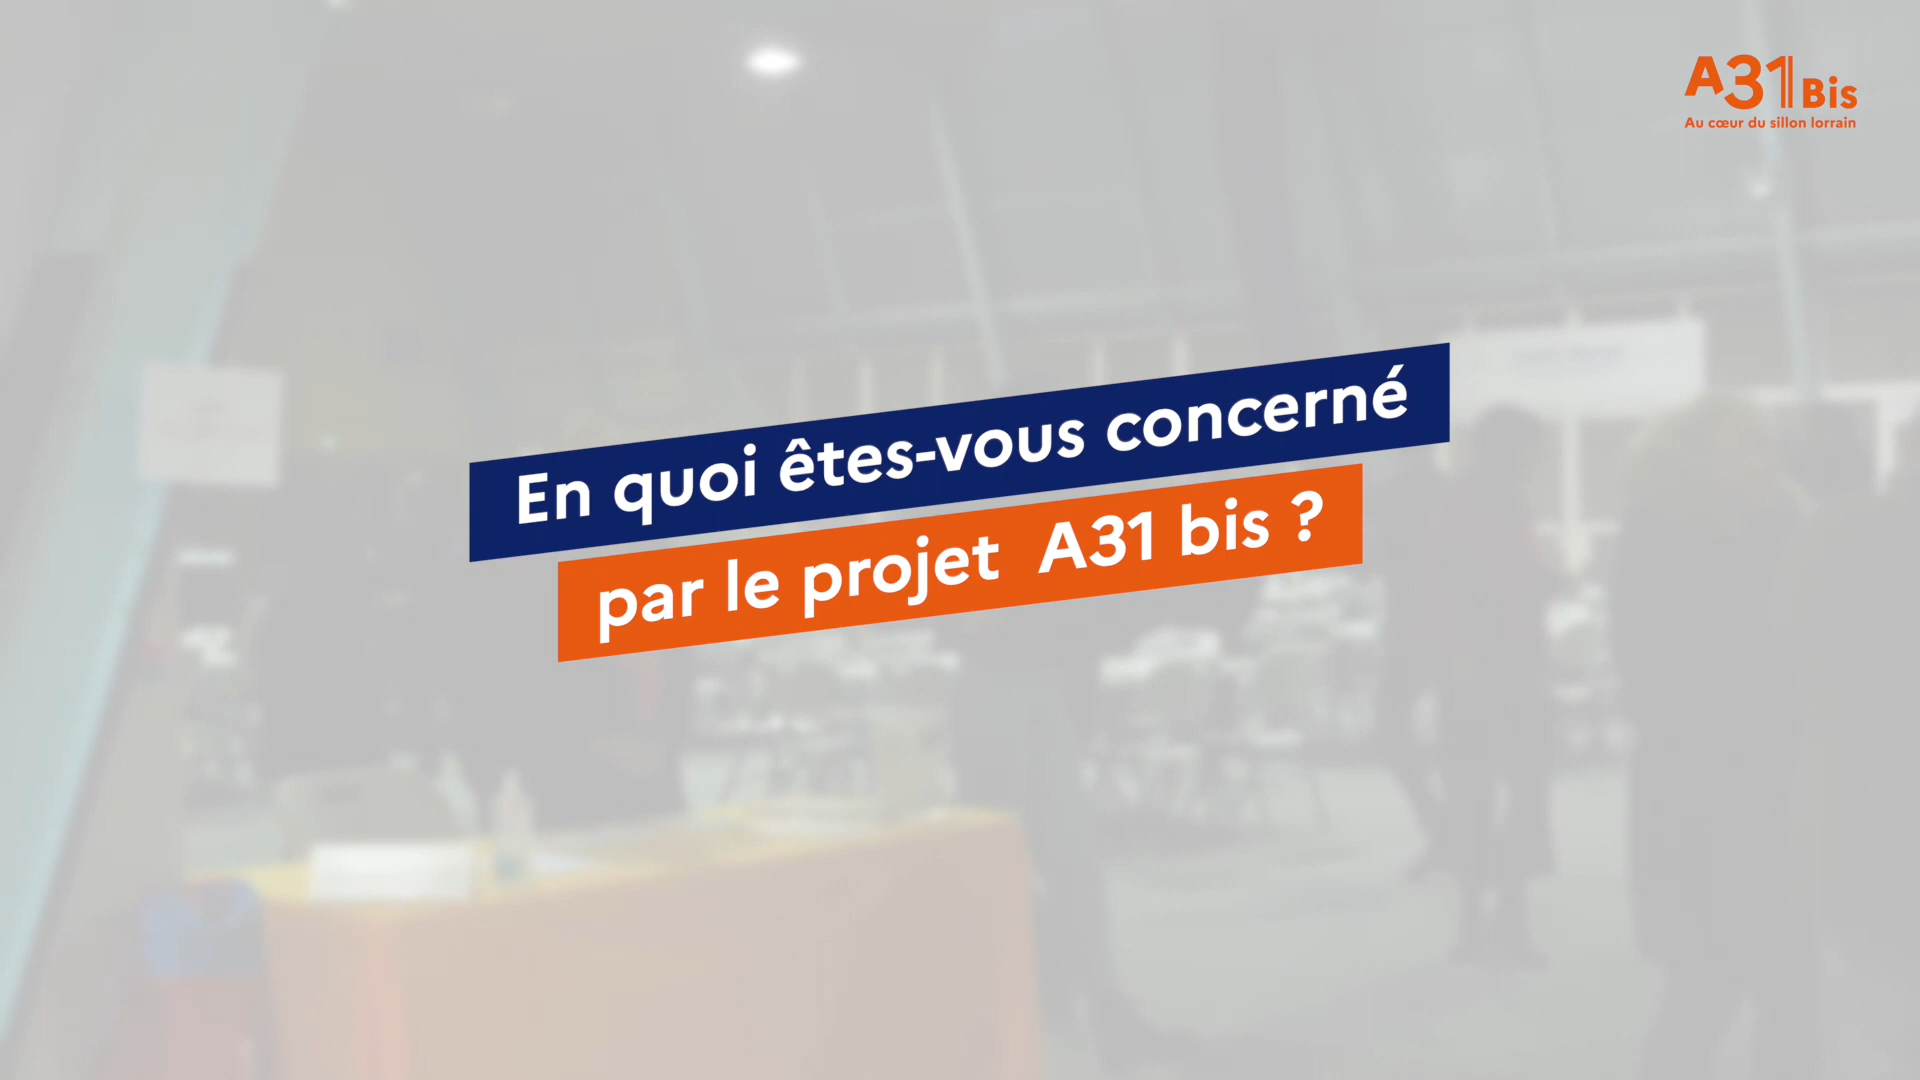 A31 Bis
Au cœur du sillon lorrain
En quoi êtes-vous concerné
par le projet A31 bis ?